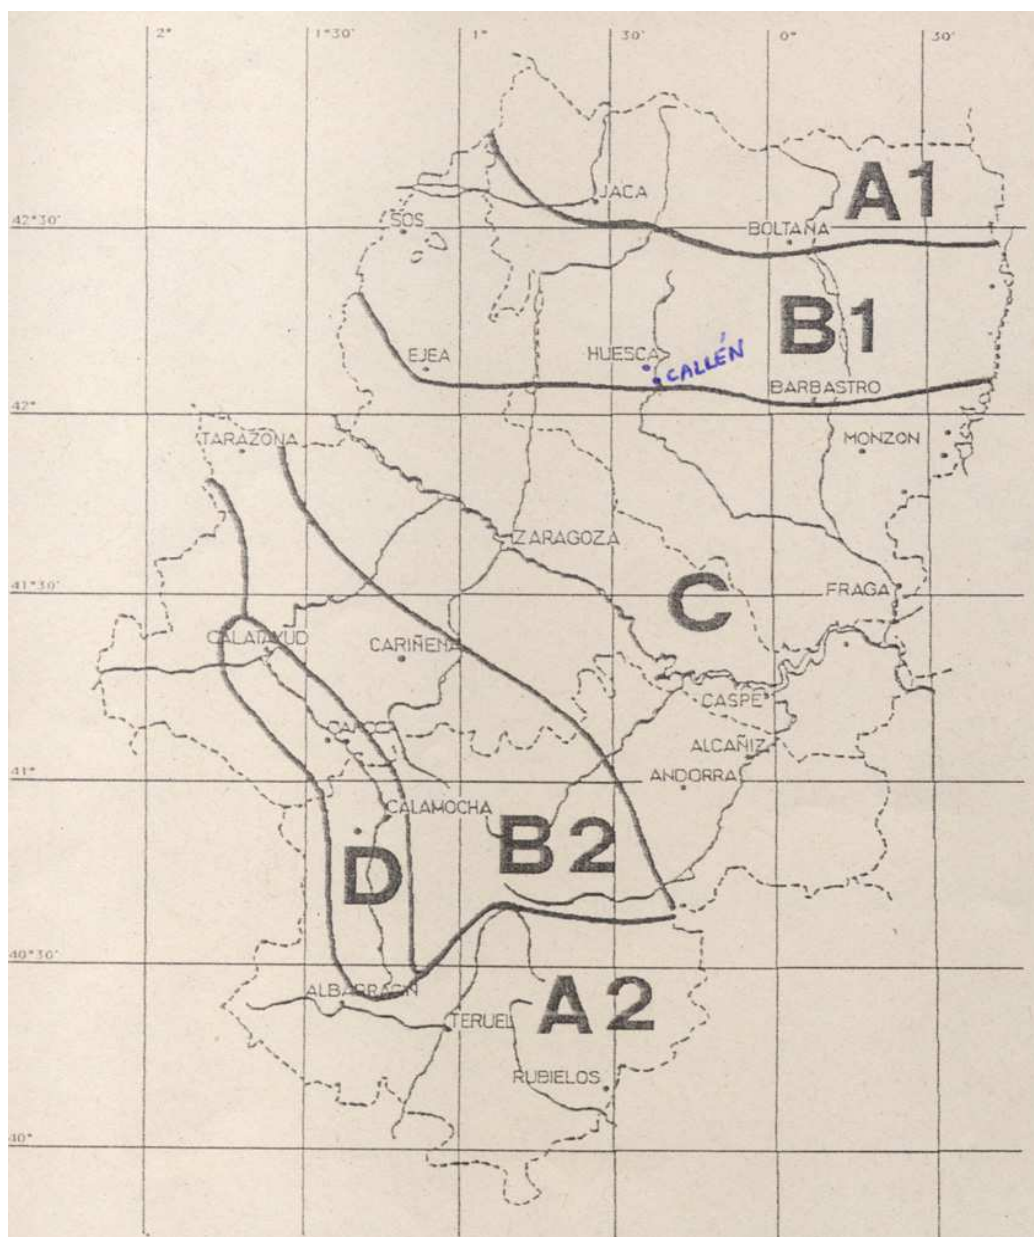 2° 1°30' 1° 30' 0° 30'
A1
JACA
42°30'
SOS
BOLTAÑA
B1
EJEA
HUESCA
CALLÉN
BARBASTRO
42°
TARAZONA
MONZON
ZARAGOZA
41°30'
C
FRAGA
CALATAYUD
CARIÑENA
CASPE
DAROCA
ALCAÑIZ
41°
ANDORRA
CALAMOCHA
B2
D
40°30'
ALBARRACIN
A2
TERUEL
RUBIELOS
40°